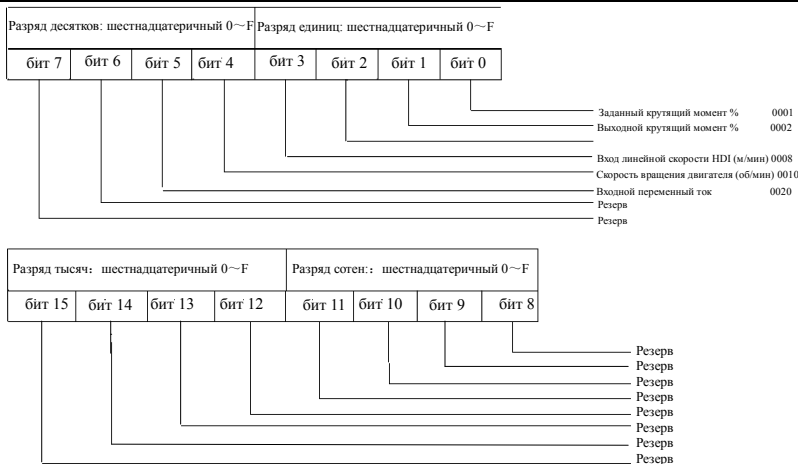 Разряд десятков: шестнадцатеричный 0～F Разряд единиц: шестнадцатеричный 0～F
бит 7 бит 6 бит 5 бит 4 бит 3 бит 2 бит 1 бит 0
Заданный крутящий момент % 0001
Выходной крутящий момент % 0002
Вход линейной скорости HDI (м/мин) 0008
Скорость вращения двигателя (об/мин) 0010
Входной переменный ток 0020
Резерв
Резерв
Разряд тысяч: шестнадцатеричный 0～F Разряд сотен:: шестнадцатеричный 0～F
бит 15 бит 14 бит 13 бит 12 бит 11 бит 10 бит 9 бит 8
Резерв
Резерв
Резерв
Резерв
Резерв
Резерв
Резерв
Резерв